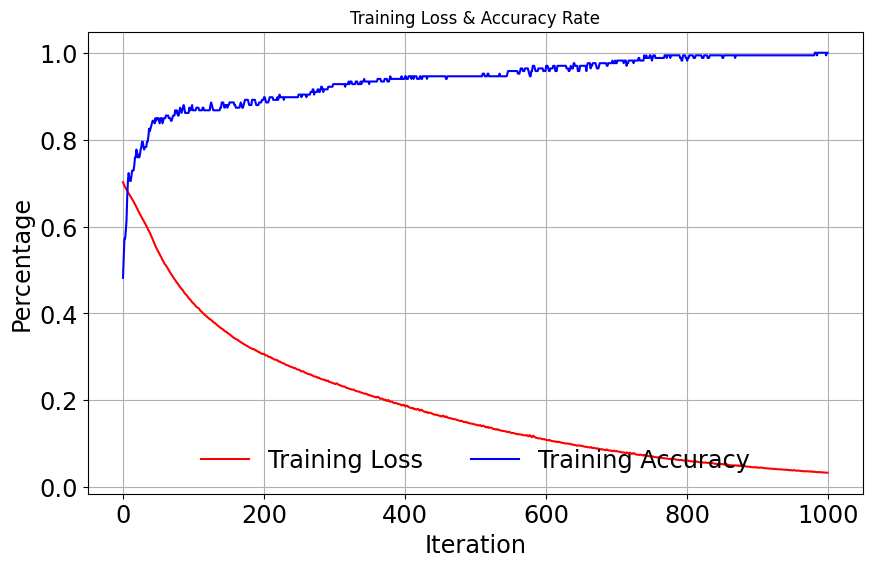 Training Loss & Accuracy Rate
1.0
0.8
0.6
0.4
0.2
0.0
Percentage
Training Loss
Training Accuracy
0 200 400 600 800 1000
Iteration